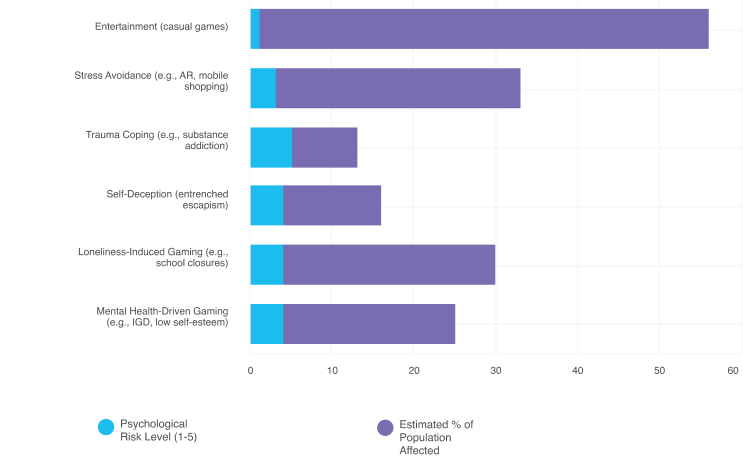 Entertainment (casual games)
Stress Avoidance (e.g., AR, mobile
shopping)
Trauma Coping (e.g., substance
addiction)
Self-Deception (entrenched
escapism)
Loneliness-Induced Gaming (e.g.,
school closures)
Mental Health-Driven Gaming
(e.g., IGD, low self-esteem)
0 10 20 30 40 50 60
Psychological
Risk Level (1-5)
Estimated % of
Population
Affected